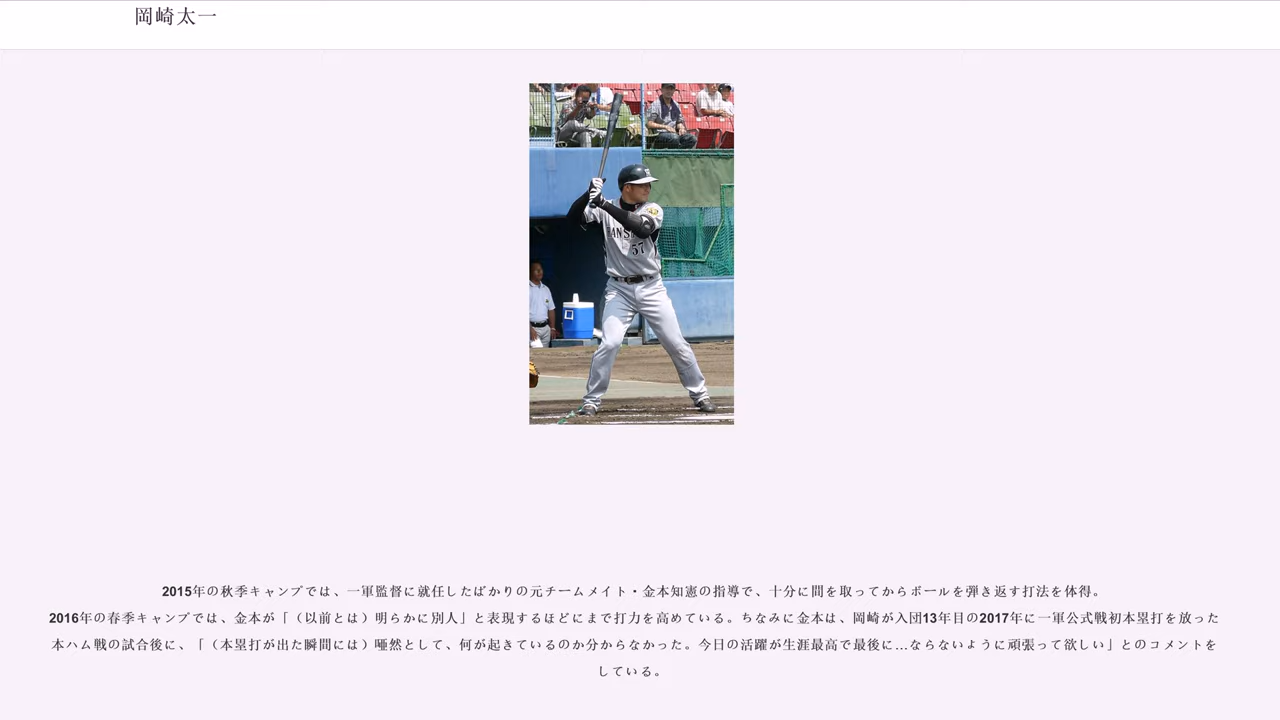 岡崎太一
57
2015年の秋季キャンプでは、一軍監督に就任したばかりの元チームメイト・金本知憲の指導で、十分に間を取ってからボールを弾き返す打法を体得。
2016年の春季キャンプでは、金本が「（以前とは）明らかに別人」と表現するほどにまで打力を高めている。ちなみに金本は、岡崎が入団13年目の2017年に一軍公式戦初本塁打を放った
本ハム戦の試合後に、「（本塁打が出た瞬間には）唖然として、何が起きているのか分からなかった。今日の活躍が生涯最高で最後に...ならないように頑張って欲しい」とのコメントを
している。